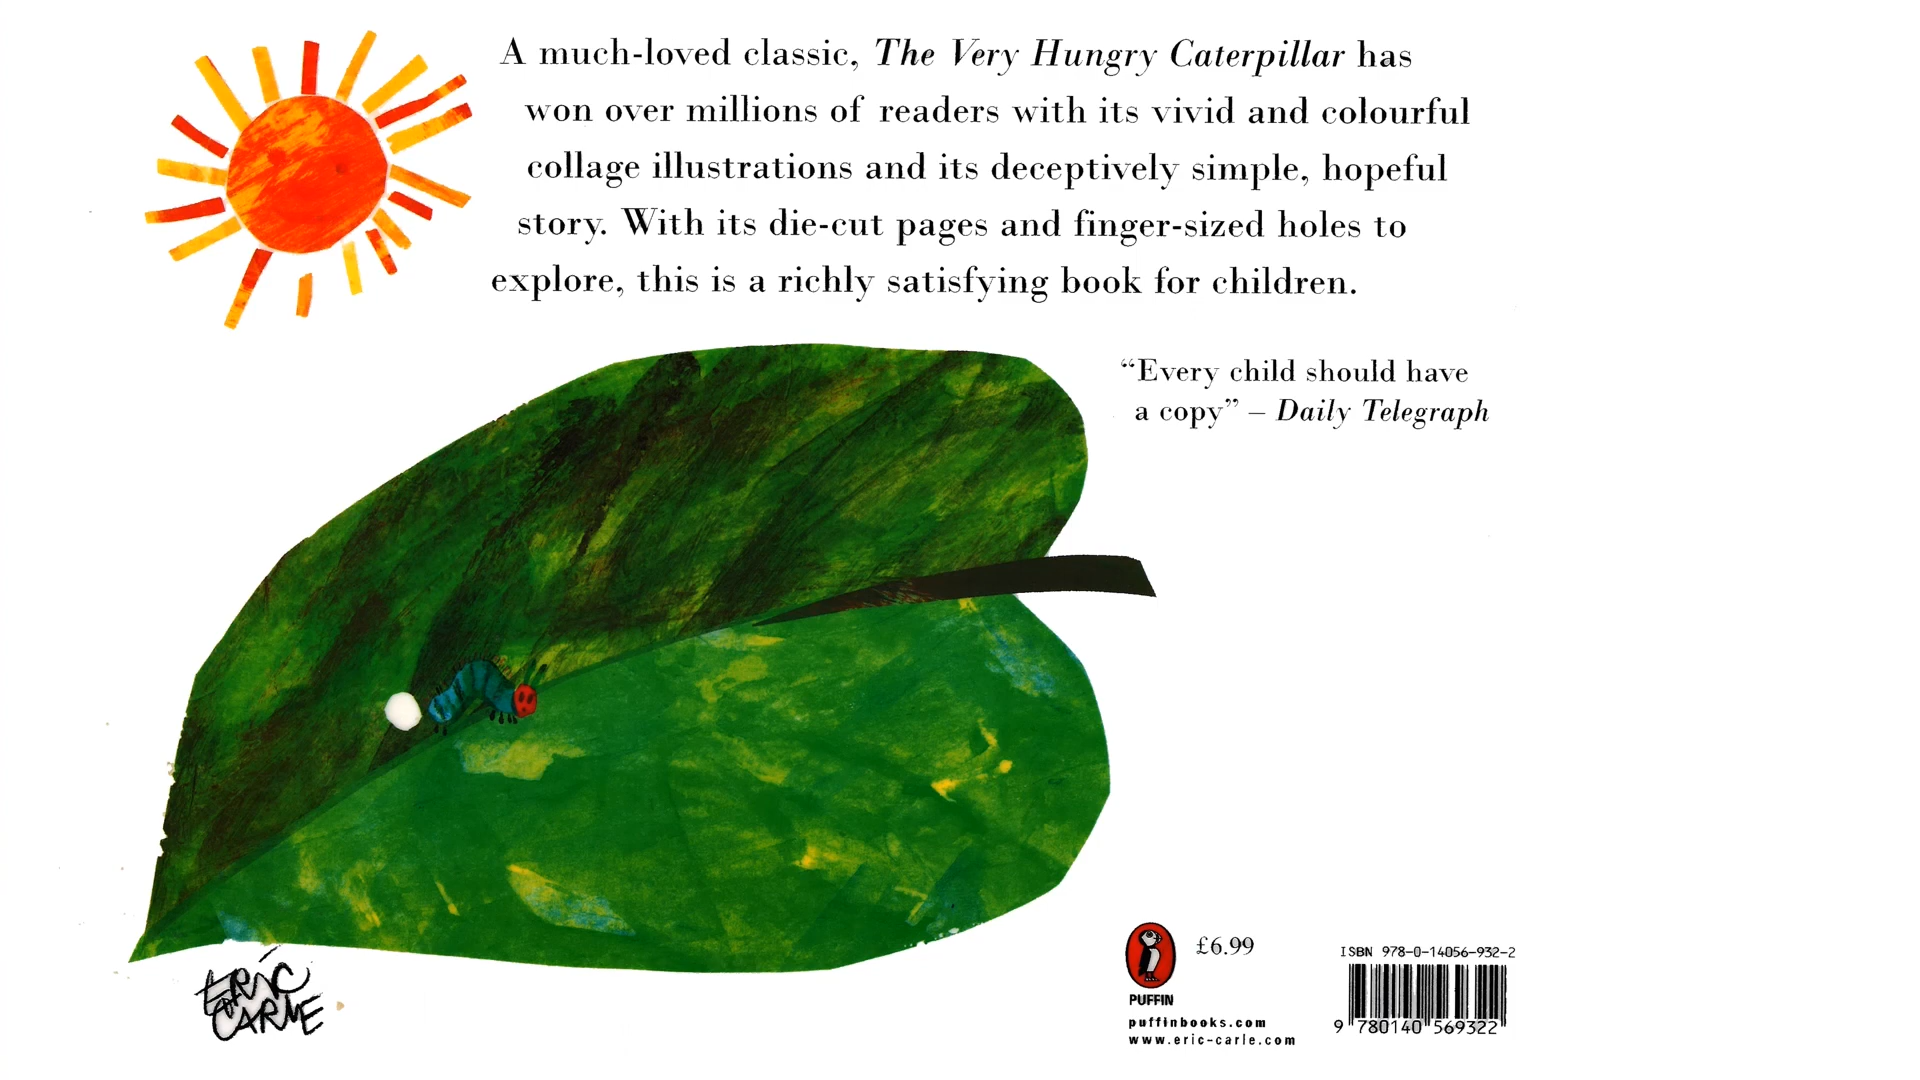 A much-loved classic, The Very Hungry Caterpillar has
won over millions of readers with its vivid and colourful
collage illustrations and its deceptively simple, hopeful
story. With its die-cut pages and finger-sized holes to
explore, this is a richly satisfying book for children.
“Every child should have
a copy” – Daily Telegraph
ERIC
CARLE
£6.99
PUFFIN
puffinbooks.com
www.eric-carle.com
ISBN 978-0-14056-932-2
9 780140 569322